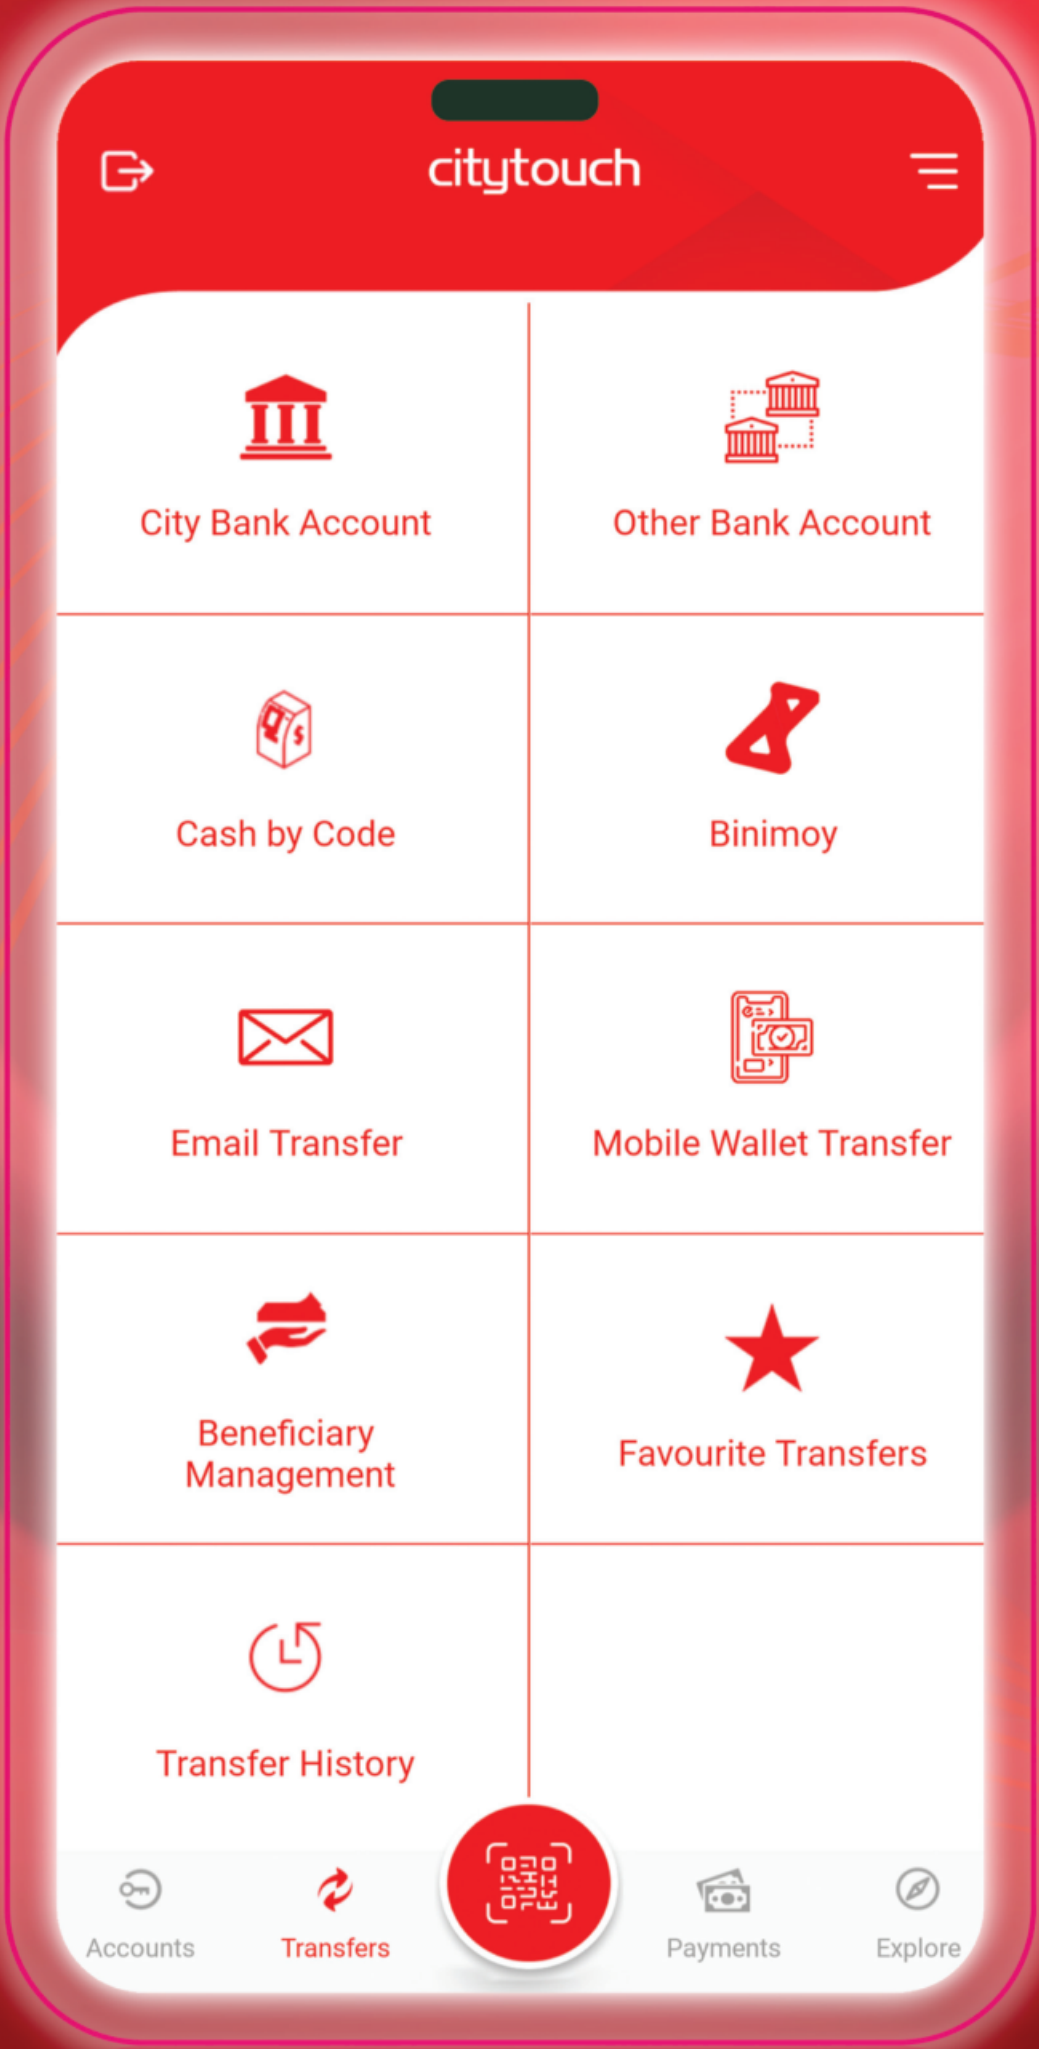 citytouch
City Bank Account
Other Bank Account
Cash by Code
Binimoy
Email Transfer
Mobile Wallet Transfer
Beneficiary
Management
Favourite Transfers
Transfer History
Accounts
Transfers
Payments
Explore